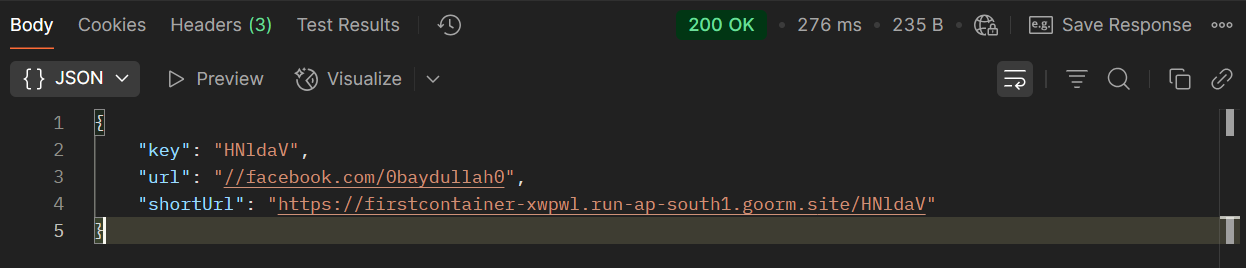 Body Cookies Headers (3) Test Results 200 OK • 276 ms • 235 B e.g. Save Response
{} JSON Preview Visualize
1 {
2 "key": "HNldaV",
3 "url": "//facebook.com/0baydullah0",
4 "shortUrl": "https://firstcontainer-xwpwl.run-ap-south1.goorm.site/HNldaV"
5 }